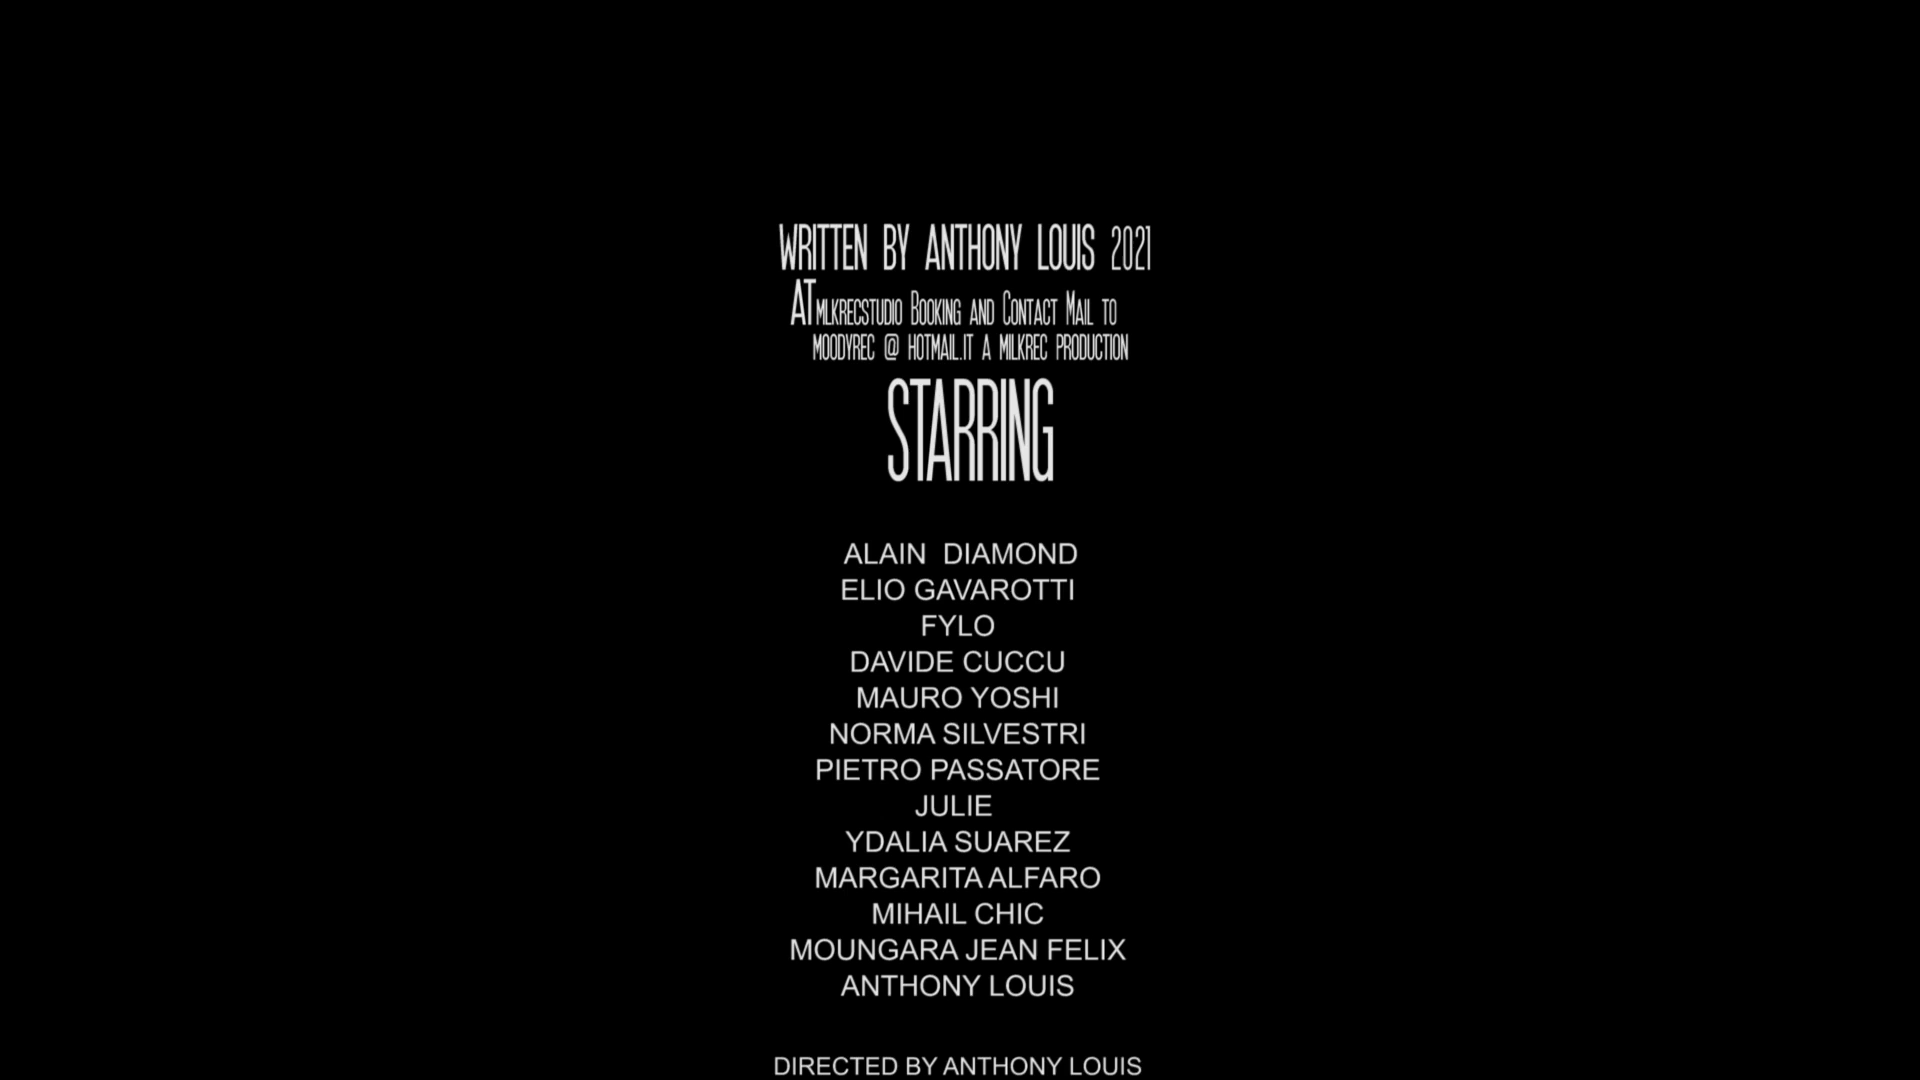 WRITTEN BY ANTHONY LOUIS 2021
AT MLKRECSTUDIO BOOKING AND CONTACT MAIL TO
MOODYREC @ HOTMAIL.IT A MILKREC PRODUCTION
STARRING
ALAIN DIAMOND
ELIO GAVAROTTI
FYLO
DAVIDE CUCCU
MAURO YOSHI
NORMA SILVESTRI
PIETRO PASSATORE
JULIE
YDALIA SUAREZ
MARGARITA ALFARO
MIHAIL CHIC
MOUNGARA JEAN FELIX
ANTHONY LOUIS
DIRECTED BY ANTHONY LOUIS